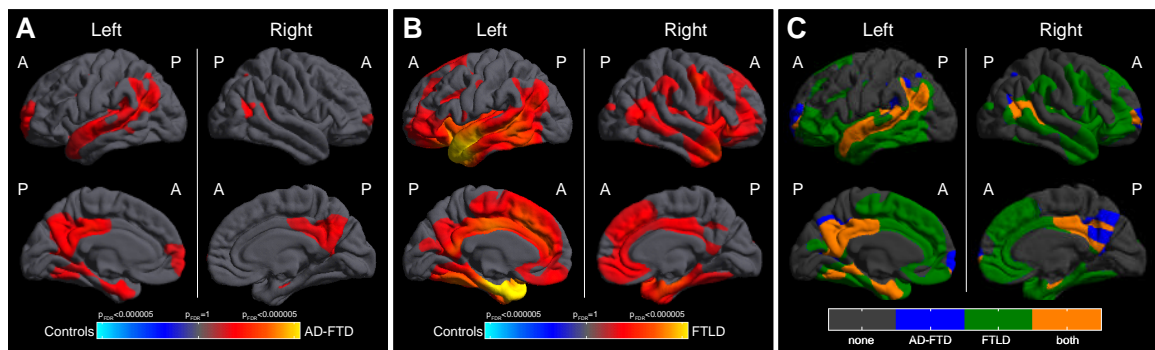 A
Left
Right
A
P
P
A
P
A
A
P
pFDR<0.000005
pFDR=1
pFDR<0.000005
Controls
AD-FTD
B
Left
Right
A
P
P
A
P
A
A
P
pFDR<0.000005
pFDR=1
pFDR<0.000005
Controls
FTLD
C
Left
Right
A
P
P
A
P
A
A
P
none
AD-FTD
FTLD
both